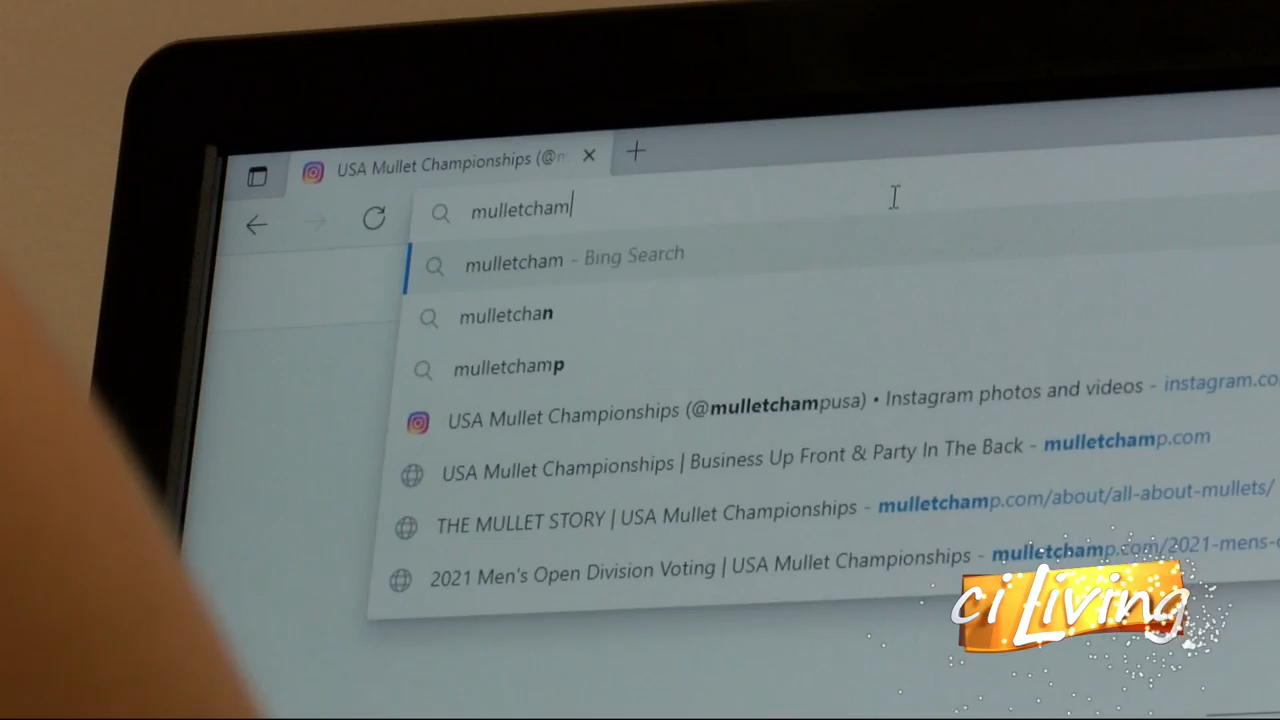 USA Mullet Championships (@m
mulletcham
mulletcham - Bing Search
mulletchan
mulletchamp
USA Mullet Championships (@mulletchampusa) • Instagram photos and videos - instagram.co
USA Mullet Championships | Business Up Front & Party In The Back - mulletchamp.com
THE MULLET STORY | USA Mullet Championships - mulletchamp.com/about/all-about-mullets/
2021 Men's Open Division Voting | USA Mullet Championships - mulletchamp.com/2021-mens-
ci Living